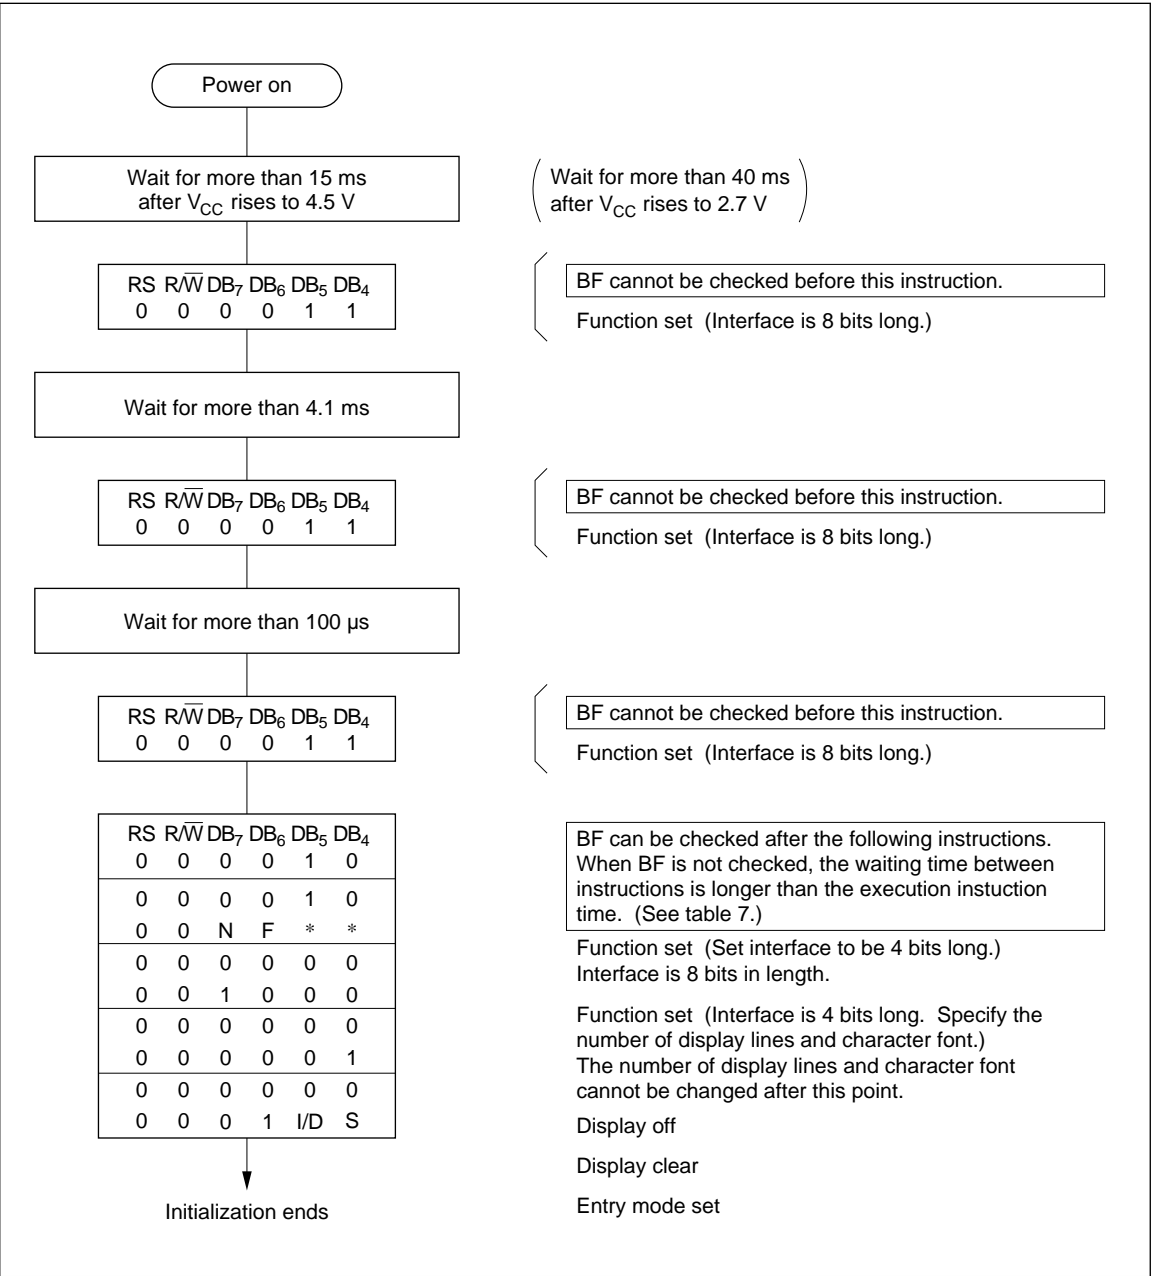 Power on
Wait for more than 15 ms
after VCC rises to 4.5 V
Wait for more than 40 ms
after VCC rises to 2.7 V
RS R/W̅ DB7 DB6 DB5 DB4
0 0 0 0 1 1
BF cannot be checked before this instruction.
Function set (Interface is 8 bits long.)
Wait for more than 4.1 ms
RS R/W̅ DB7 DB6 DB5 DB4
0 0 0 0 1 1
BF cannot be checked before this instruction.
Function set (Interface is 8 bits long.)
Wait for more than 100 µs
RS R/W̅ DB7 DB6 DB5 DB4
0 0 0 0 1 1
BF cannot be checked before this instruction.
Function set (Interface is 8 bits long.)
RS R/W̅ DB7 DB6 DB5 DB4
0 0 0 0 1 0
0 0 0 0 1 0
0 0 N F * *
0 0 0 0 0 0
0 0 1 0 0 0
0 0 0 0 0 0
0 0 0 0 0 1
0 0 0 0 0 0
0 0 0 1 I/D S
Initialization ends
BF can be checked after the following instructions.
When BF is not checked, the waiting time between
instructions is longer than the execution instuction
time. (See table 7.)
Function set (Set interface to be 4 bits long.)
Interface is 8 bits in length.
Function set (Interface is 4 bits long. Specify the
number of display lines and character font.)
The number of display lines and character font
cannot be changed after this point.
Display off
Display clear
Entry mode set